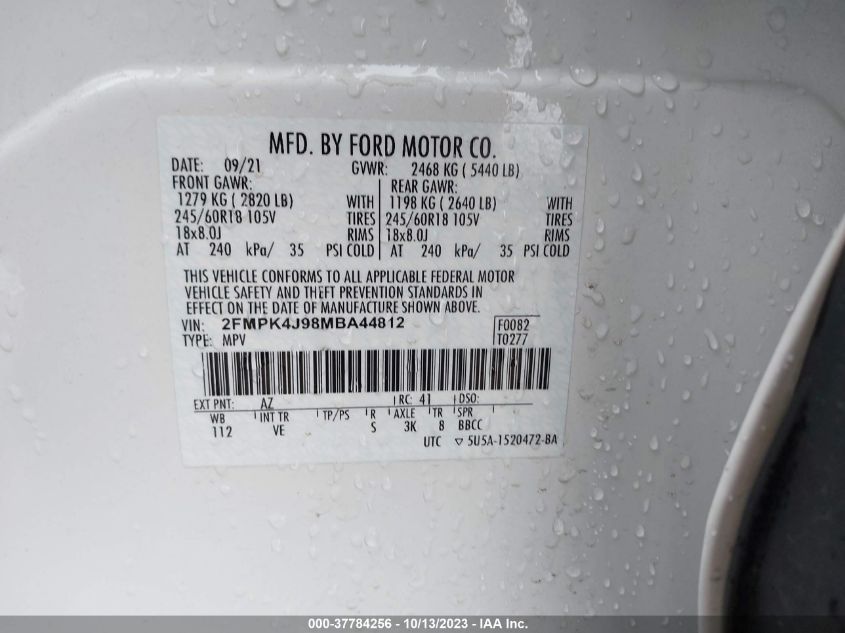 MFD. BY FORD MOTOR CO.
DATE: 09/21 GVWR: 2468 KG ( 5440 LB)
FRONT GAWR: REAR GAWR:
1279 KG ( 2820 LB) WITH 1198 KG ( 2640 LB) WITH
245/60R18 105V TIRES 245/60R18 105V TIRES
18x8.0J RIMS 18x8.0J RIMS
AT 240 kPa/ 35 PSI COLD AT 240 kPa/ 35 PSI COLD
THIS VEHICLE CONFORMS TO ALL APPLICABLE FEDERAL MOTOR
VEHICLE SAFETY AND THEFT PREVENTION STANDARDS IN
EFFECT ON THE DATE OF MANUFACTURE SHOWN ABOVE.
VIN: 2FMPK4J98MBA44812 F0082
TYPE: MPV T0277
EXT PNT: AZ RC: 41 DSO:
WB INT TR TP/PS R AXLE TR SPR
112 VE S 3K 8 BBCC
UTC ▽ 5U5A-1520472-BA
000-37784256 - 10/13/2023 - IAA Inc.